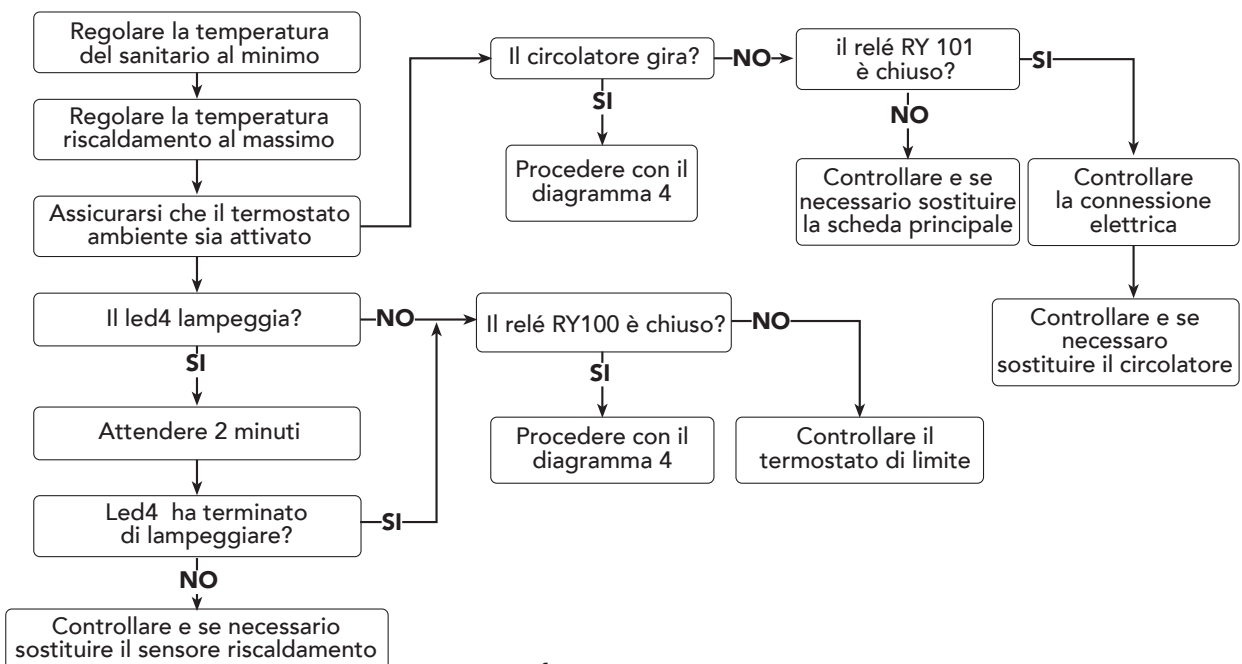 Regolare la temperatura
del sanitario al minimo
Regolare la temperatura
riscaldamento al massimo
Assicurarsi che il termostato
ambiente sia attivato
Il led4 lampeggia?
NO
SI
Attendere 2 minuti
Led4 ha terminato
di lampeggiare?
SI
NO
Controllare e se necessario
sostituire il sensore riscaldamento
Il circolatore gira?
NO
SI
Procedere con il
diagramma 4
il relé RY 101
è chiuso?
SI
NO
Controllare e se
necessario sostituire
la scheda principale
Controllare
la connessione
elettrica
Controllare e se
necessaro
sostituire il circolatore
Il relé RY100 è chiuso?
NO
SI
Procedere con il
diagramma 4
Controllare il
termostato di limite